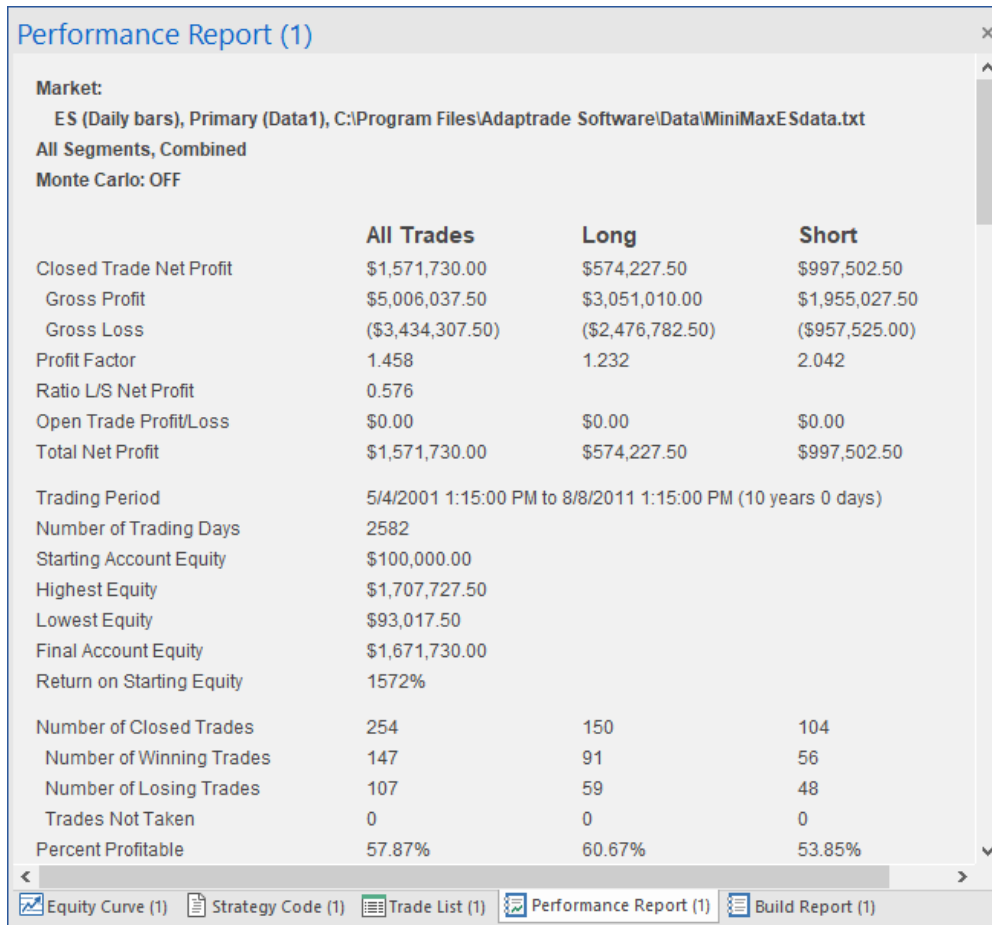 Performance Report (1)
Market:
ES (Daily bars), Primary (Data1), C:\Program Files\Adaptrade Software\Data\MiniMaxESdata.txt
All Segments, Combined
Monte Carlo: OFF
All Trades Long Short
Closed Trade Net Profit $1,571,730.00 $574,227.50 $997,502.50
Gross Profit $5,006,037.50 $3,051,010.00 $1,955,027.50
Gross Loss ($3,434,307.50) ($2,476,782.50) ($957,525.00)
Profit Factor 1.458 1.232 2.042
Ratio L/S Net Profit 0.576
Open Trade Profit/Loss $0.00 $0.00 $0.00
Total Net Profit $1,571,730.00 $574,227.50 $997,502.50
Trading Period 5/4/2001 1:15:00 PM to 8/8/2011 1:15:00 PM (10 years 0 days)
Number of Trading Days 2582
Starting Account Equity $100,000.00
Highest Equity $1,707,727.50
Lowest Equity $93,017.50
Final Account Equity $1,671,730.00
Return on Starting Equity 1572%
Number of Closed Trades 254 150 104
Number of Winning Trades 147 91 56
Number of Losing Trades 107 59 48
Trades Not Taken 0 0 0
Percent Profitable 57.87% 60.67% 53.85%
Equity Curve (1) Strategy Code (1) Trade List (1) Performance Report (1) Build Report (1)